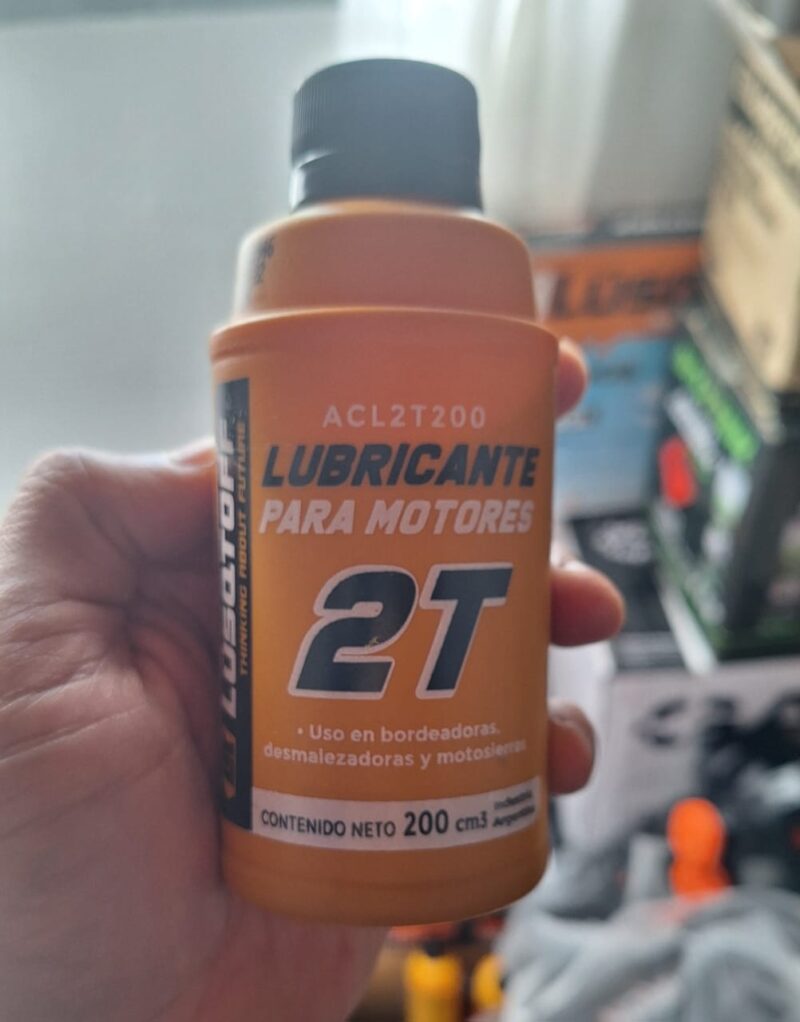 ACL2T200
LUBRICANTE
PARA MOTORES
2T
• Uso en bordeadoras,
desmalezadoras y motosierras
CONTENIDO NETO 200 cm3
Industria
Argentina
LUSQTOFF
THINKING ABOUT FUTURE